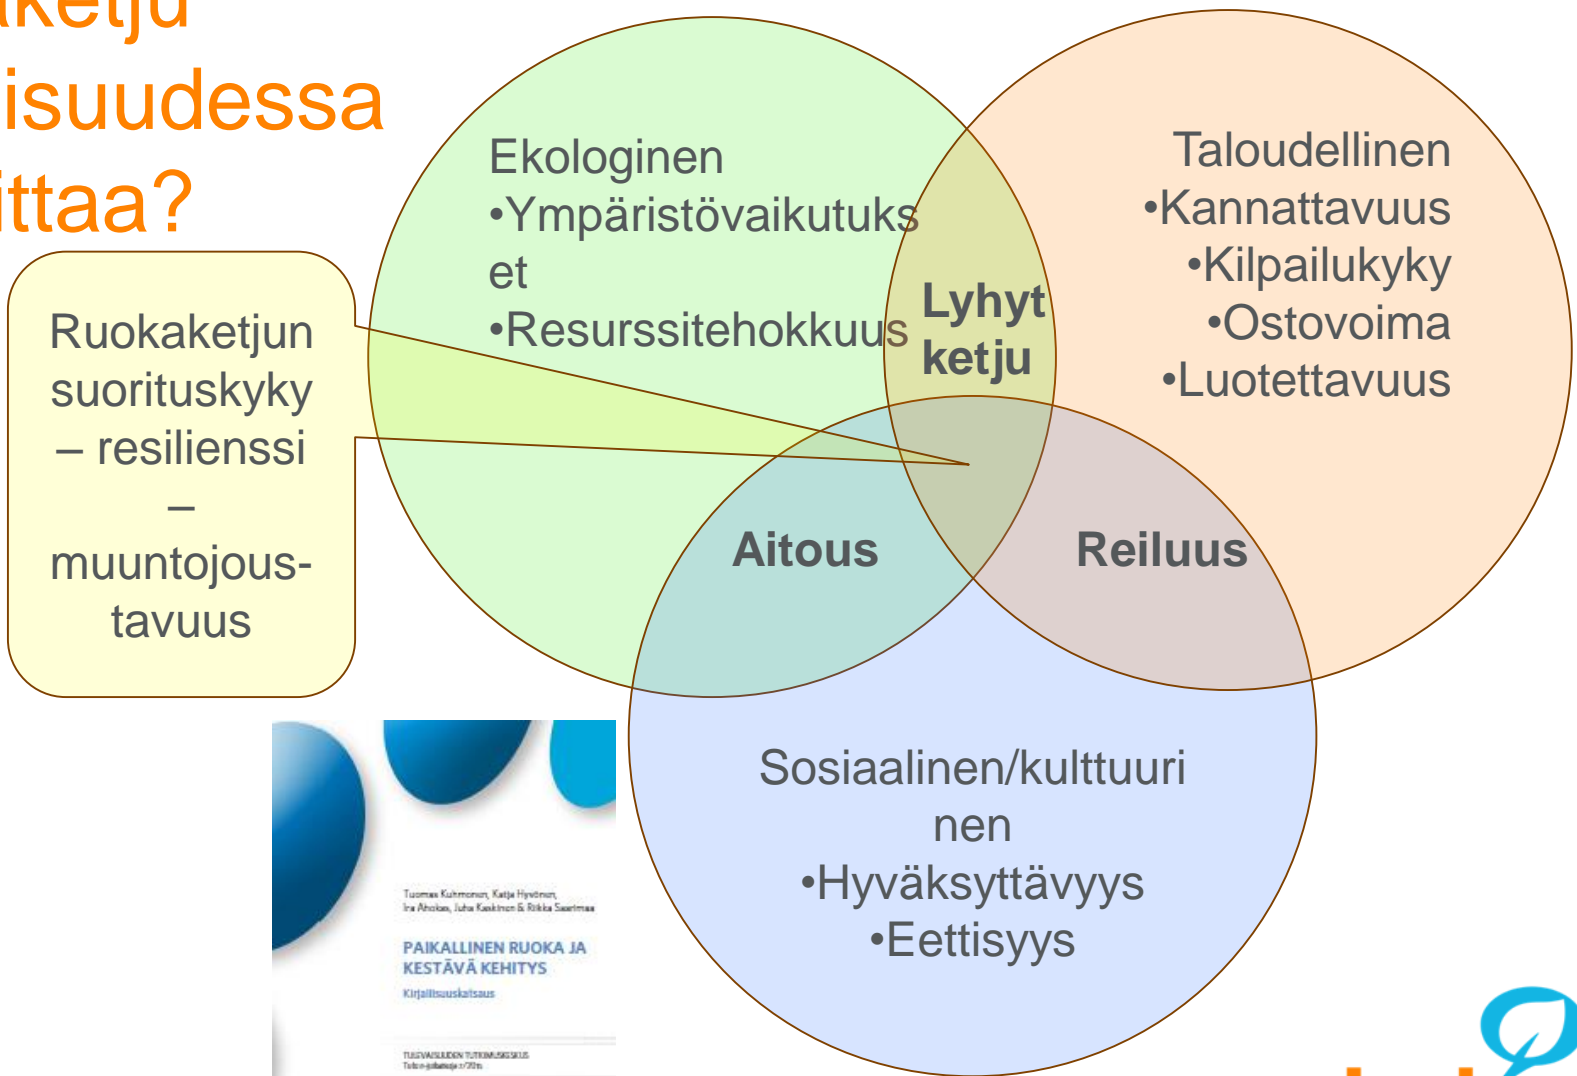 isuudessa
ittaa?
Ekologinen
•Ympäristövaikutuks
et
•Resurssitehokkuus
Taloudellinen
•Kannattavuus
•Kilpailukyky
•Ostovoima
•Luotettavuus
Lyhyt
ketju
Ruokaketjun
suorituskyky
– resilienssi
–
muuntojous-
tavuus
Aitous
Reiluus
Sosiaalinen/kulttuuri
nen
•Hyväksyttävyys
•Eettisyys
Tuomas Kuhmonen, Katja Hyvönen,
Ira Ahokas, Juha Kaskinen & Riikka Saarimaa
PAIKALLINEN RUOKA JA
KESTÄVÄ KEHITYS
Kirjallisuuskatsaus
TULEVAISUUDEN TUTKIMUSKESKUS